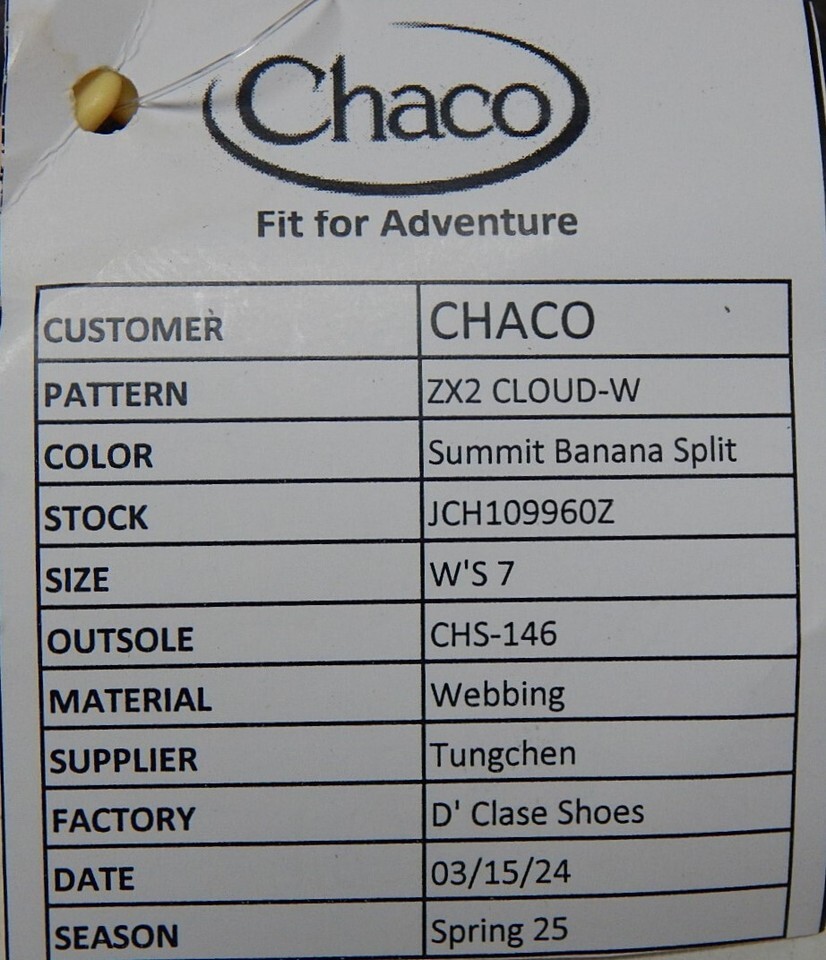 Chaco
Fit for Adventure
CUSTOMER CHACO
PATTERN ZX2 CLOUD-W
COLOR Summit Banana Split
STOCK JCH109960Z
SIZE W'S 7
OUTSOLE CHS-146
MATERIAL Webbing
SUPPLIER Tungchen
FACTORY D' Clase Shoes
DATE 03/15/24
SEASON Spring 25